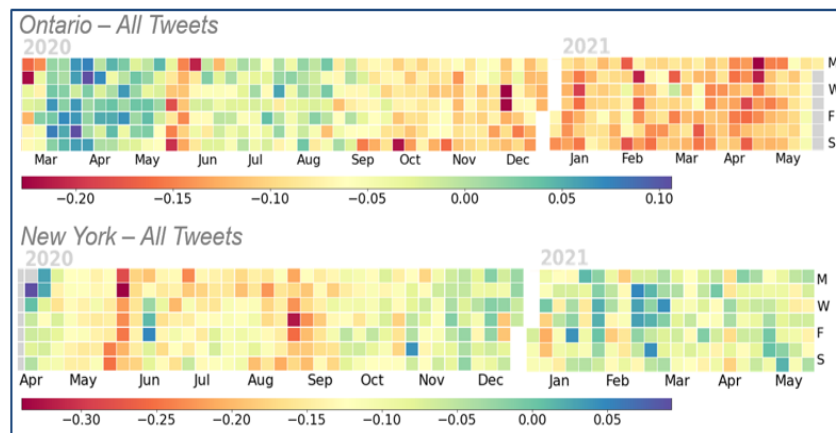 Ontario – All Tweets
2020 2021
M
W
F
S
Mar Apr May Jun Jul Aug Sep Oct Nov Dec Jan Feb Mar Apr May
−0.20 −0.15 −0.10 −0.05 0.00 0.05 0.10
New York – All Tweets
2020 2021
M
W
F
S
Apr May Jun Jul Aug Sep Oct Nov Dec Jan Feb Mar Apr May
−0.30 −0.25 −0.20 −0.15 −0.10 −0.05 0.00 0.05